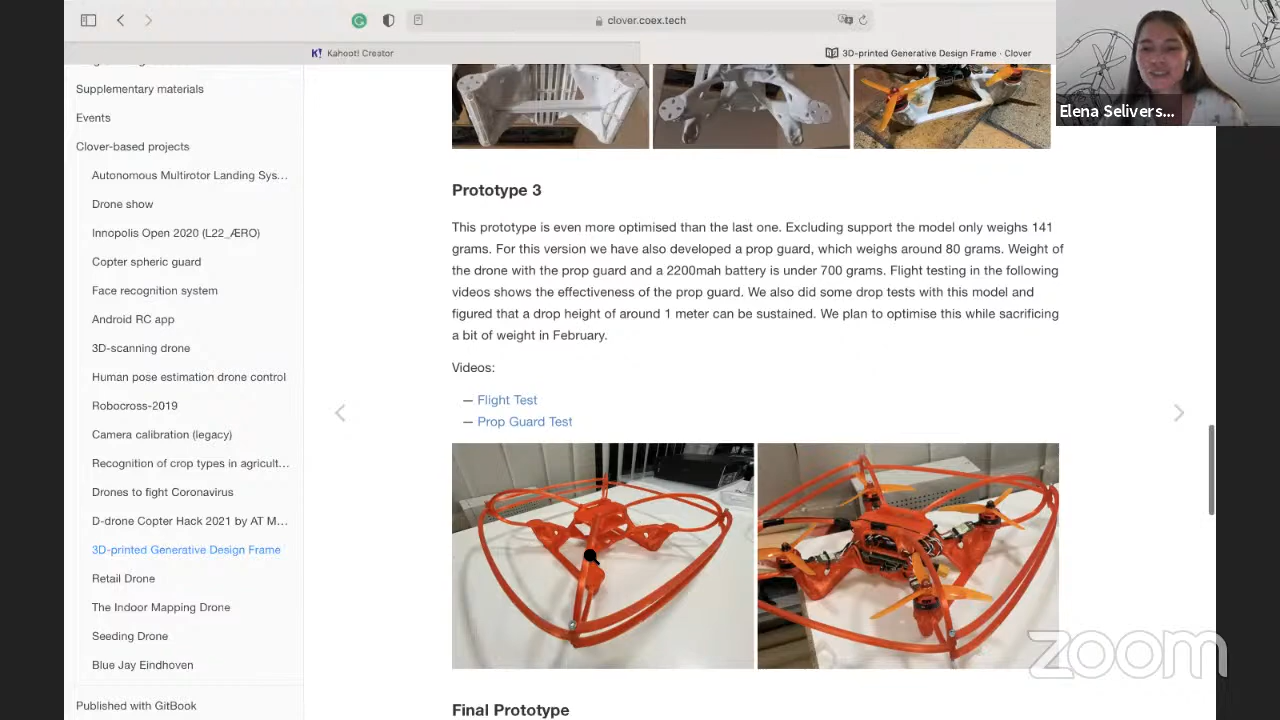 clover.coex.tech
Kahoot! Creator
3D-printed Generative Design Frame · Clover
Elena Selivers...
Supplementary materials
Events
Clover-based projects
Autonomous Multirotor Landing Sys...
Drone show
Innopolis Open 2020 (L22_ÆRO)
Copter spheric guard
Face recognition system
Android RC app
3D-scanning drone
Human pose estimation drone control
Robocross-2019
Camera calibration (legacy)
Recognition of crop types in agricult...
Drones to fight Coronavirus
D-drone Copter Hack 2021 by AT M...
3D-printed Generative Design Frame
Retail Drone
The Indoor Mapping Drone
Seeding Drone
Blue Jay Eindhoven
Published with GitBook
Prototype 3
This prototype is even more optimised than the last one. Excluding support the model only weighs 141
grams. For this version we have also developed a prop guard, which weighs around 80 grams. Weight of
the drone with the prop guard and a 2200mah battery is under 700 grams. Flight testing in the following
videos shows the effectiveness of the prop guard. We also did some drop tests with this model and
figured that a drop height of around 1 meter can be sustained. We plan to optimise this while sacrificing
a bit of weight in February.
Videos:
— Flight Test
— Prop Guard Test
Final Prototype
zoom